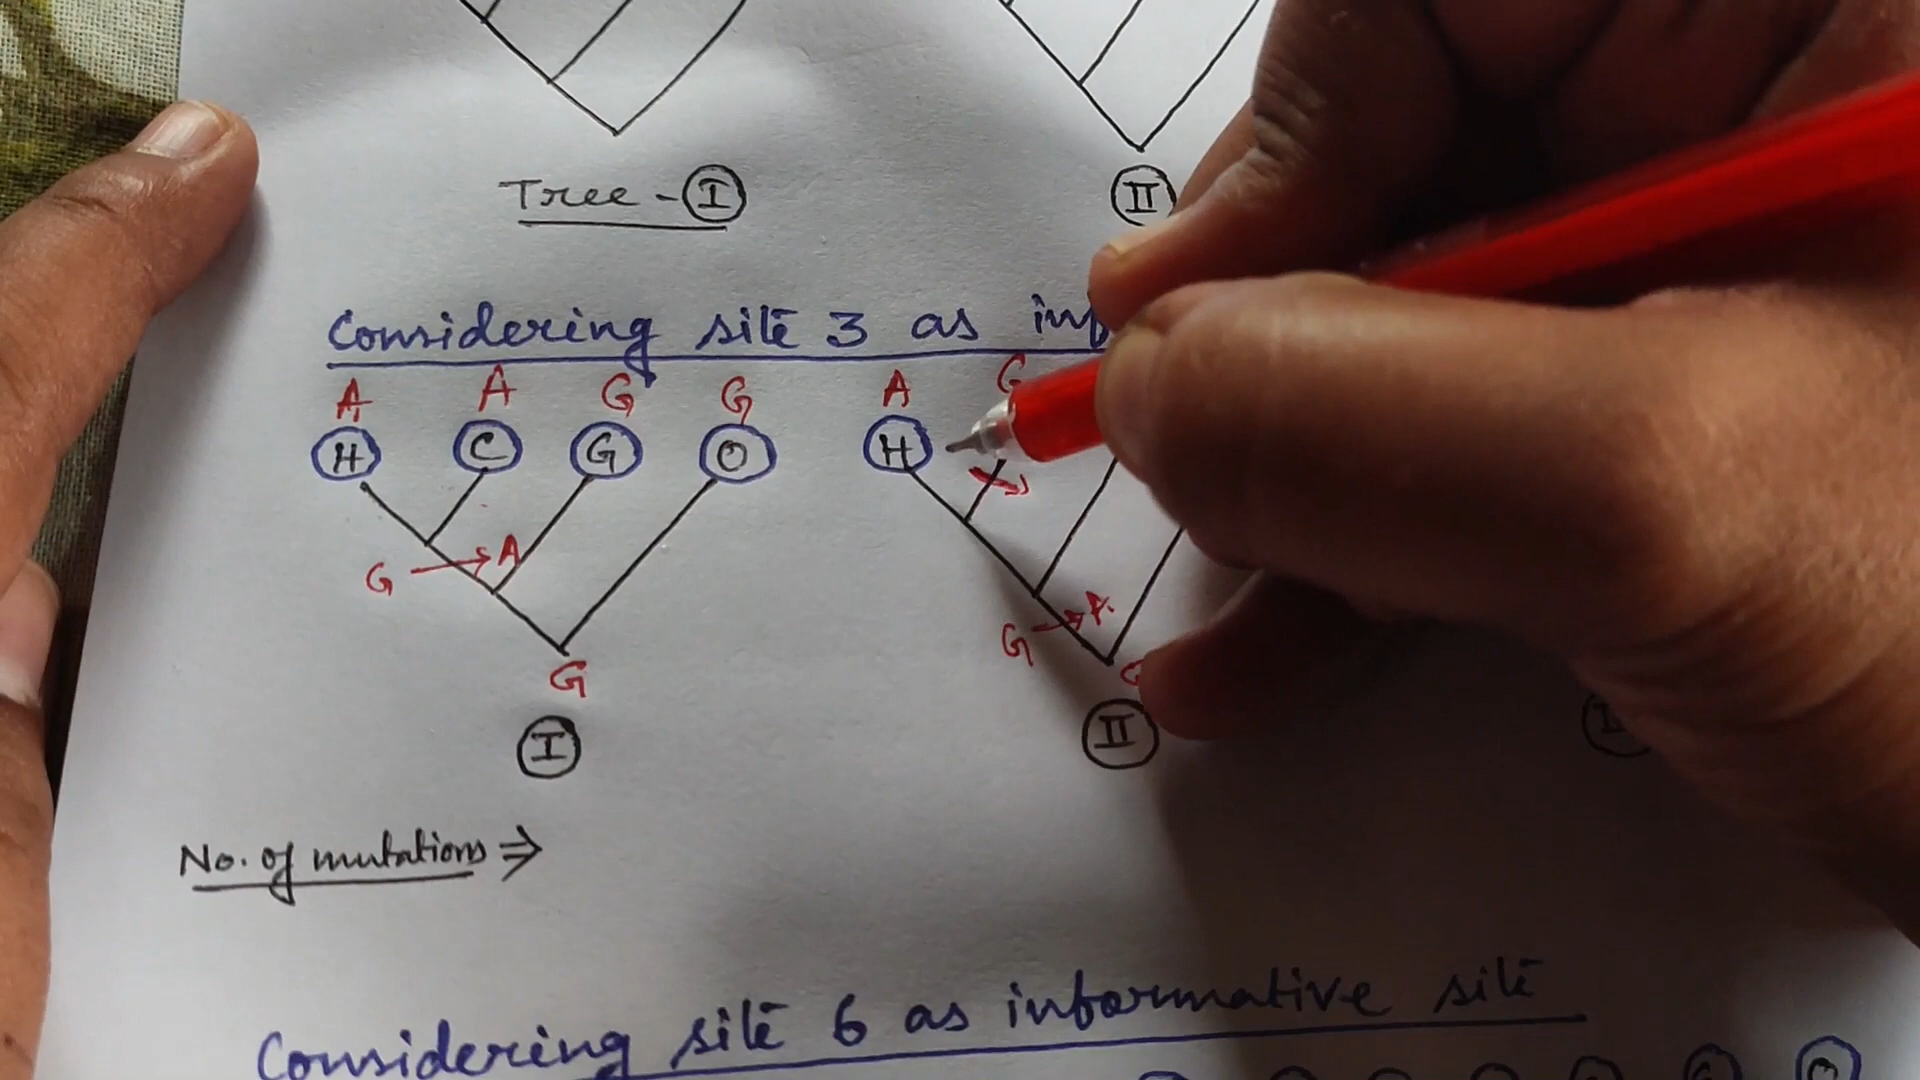 Tree - I II
Considering site 3 as inf
A A G G A G
H C G O H
G → A
G → A
G G
I II
No. of mutations ⇒
Considering site 6 as informative site